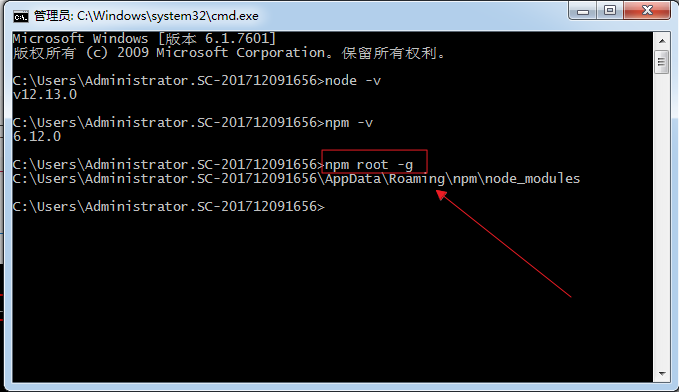 管理员: C:\Windows\system32\cmd.exe
Microsoft Windows [版本 6.1.7601]
版权所有 (c) 2009 Microsoft Corporation。保留所有权利。
C:\Users\Administrator.SC-201712091656>node -v
v12.13.0
C:\Users\Administrator.SC-201712091656>npm -v
6.12.0
C:\Users\Administrator.SC-201712091656>npm root -g
C:\Users\Administrator.SC-201712091656\AppData\Roaming\npm\node_modules
C:\Users\Administrator.SC-201712091656>